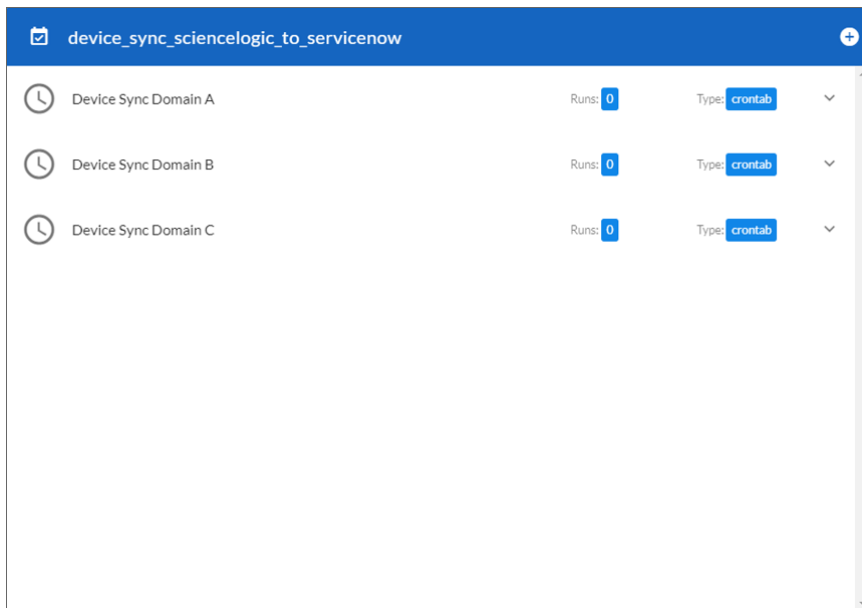 device_sync_sciencelogic_to_servicenow
Device Sync Domain A Runs: 0 Type: crontab
Device Sync Domain B Runs: 0 Type: crontab
Device Sync Domain C Runs: 0 Type: crontab